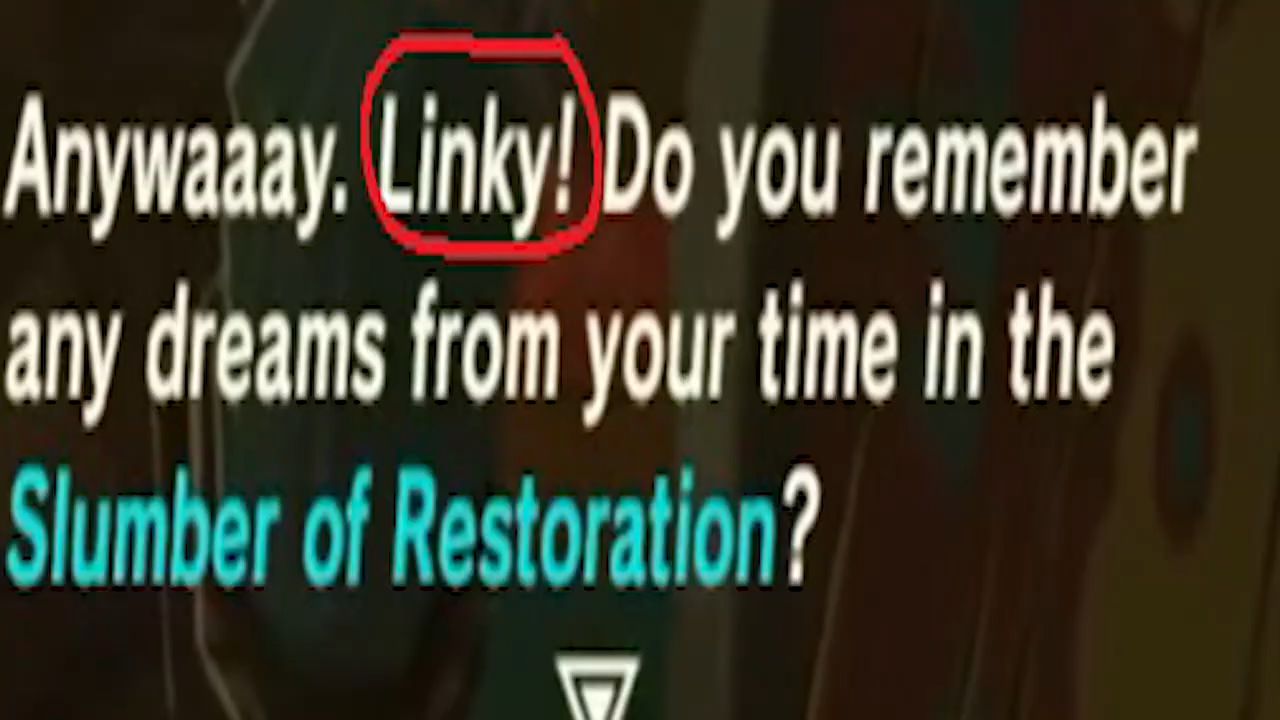 Anywaaay. Linky! Do you remember
any dreams from your time in the
Slumber of Restoration?